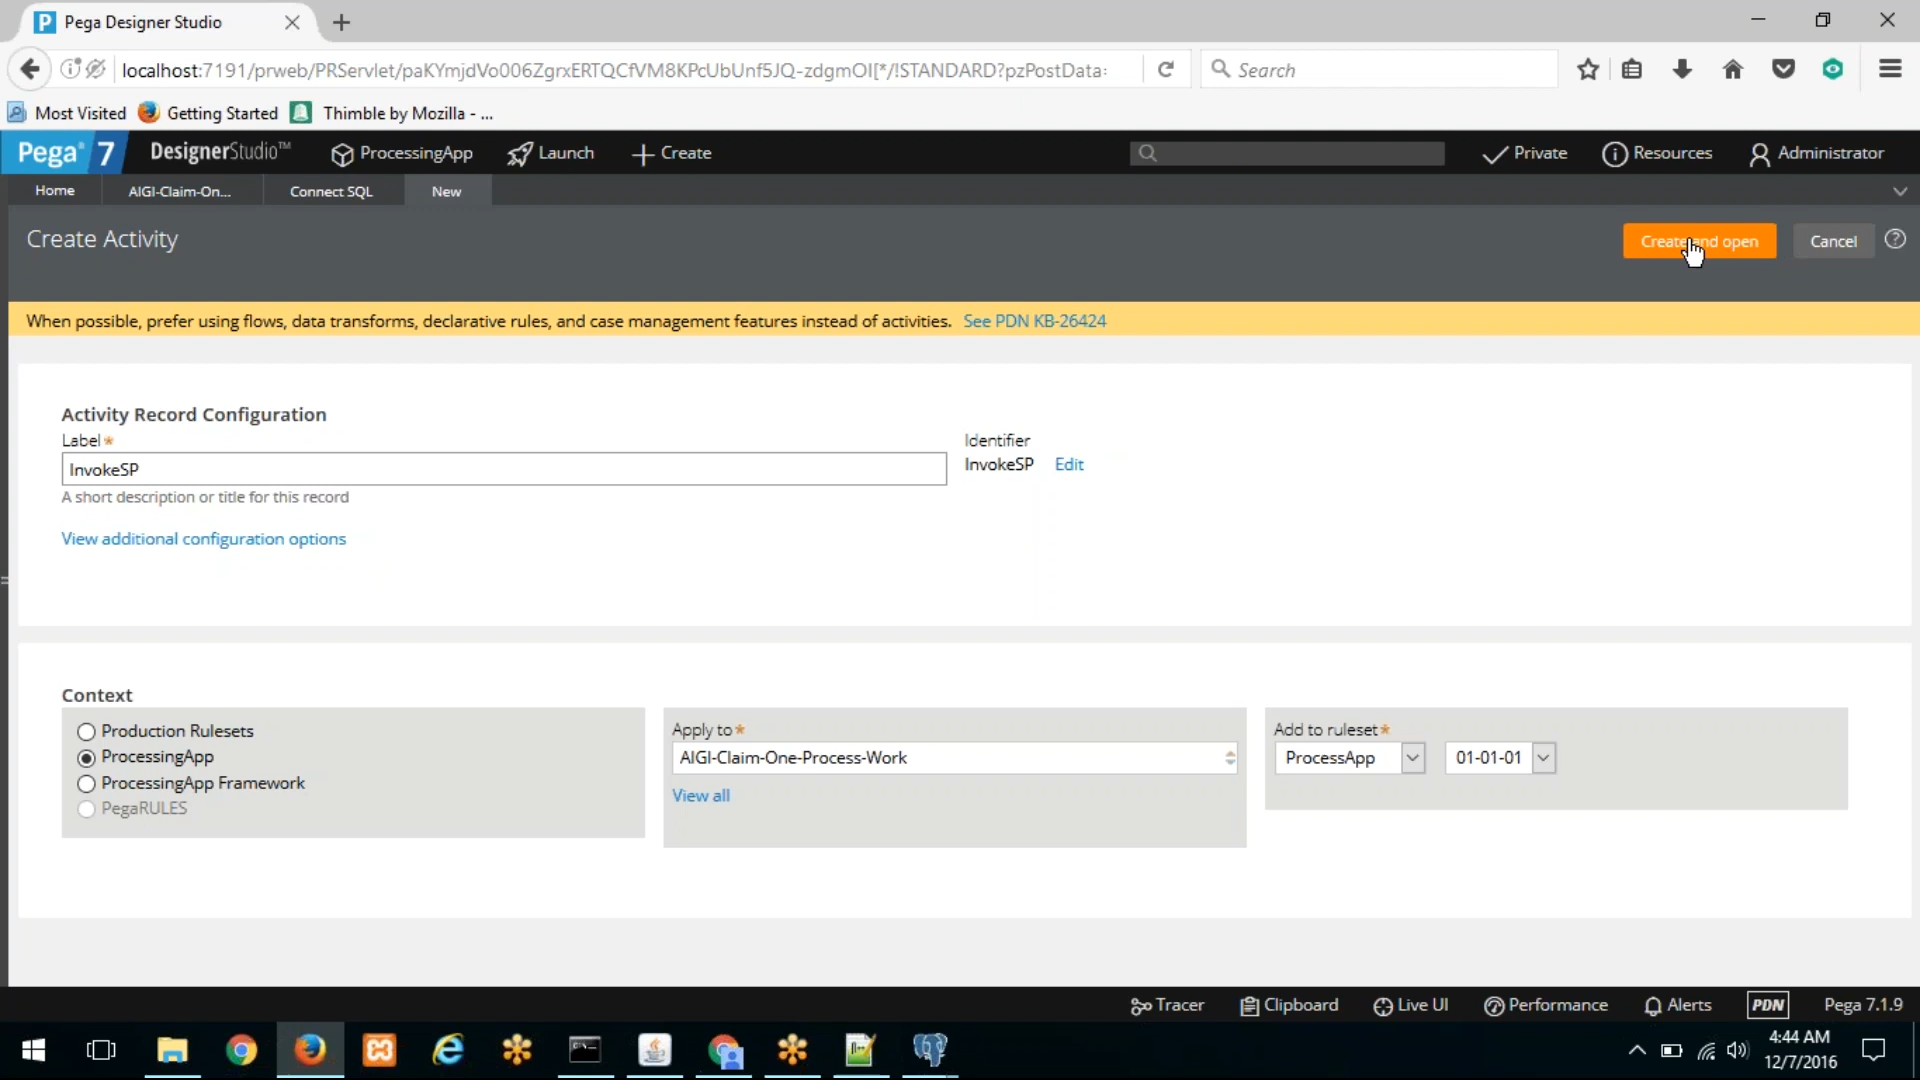 Pega Designer Studio
localhost:7191/prweb/PRServlet/paKYmjdVo006ZgrxERTQCfVM8KPcUbUnf5JQ-zdgmOI[*/!STANDARD?pzPostData:
Search
Most Visited Getting Started Thimble by Mozilla - ...
Pega 7 DesignerStudio™ ProcessingApp Launch Create Private Resources Administrator
Home AIGI-Claim-On... Connect SQL New
Create Activity
Create and open Cancel
When possible, prefer using flows, data transforms, declarative rules, and case management features instead of activities. See PDN KB-26424
Activity Record Configuration
Label* Identifier
InvokeSP InvokeSP Edit
A short description or title for this record
View additional configuration options
Context
Production Rulesets
ProcessingApp
ProcessingApp Framework
PegaRULES
Apply to*
AIGI-Claim-One-Process-Work
View all
Add to ruleset*
ProcessApp 01-01-01
Tracer Clipboard Live UI Performance Alerts PDN Pega 7.1.9
4:44 AM
12/7/2016